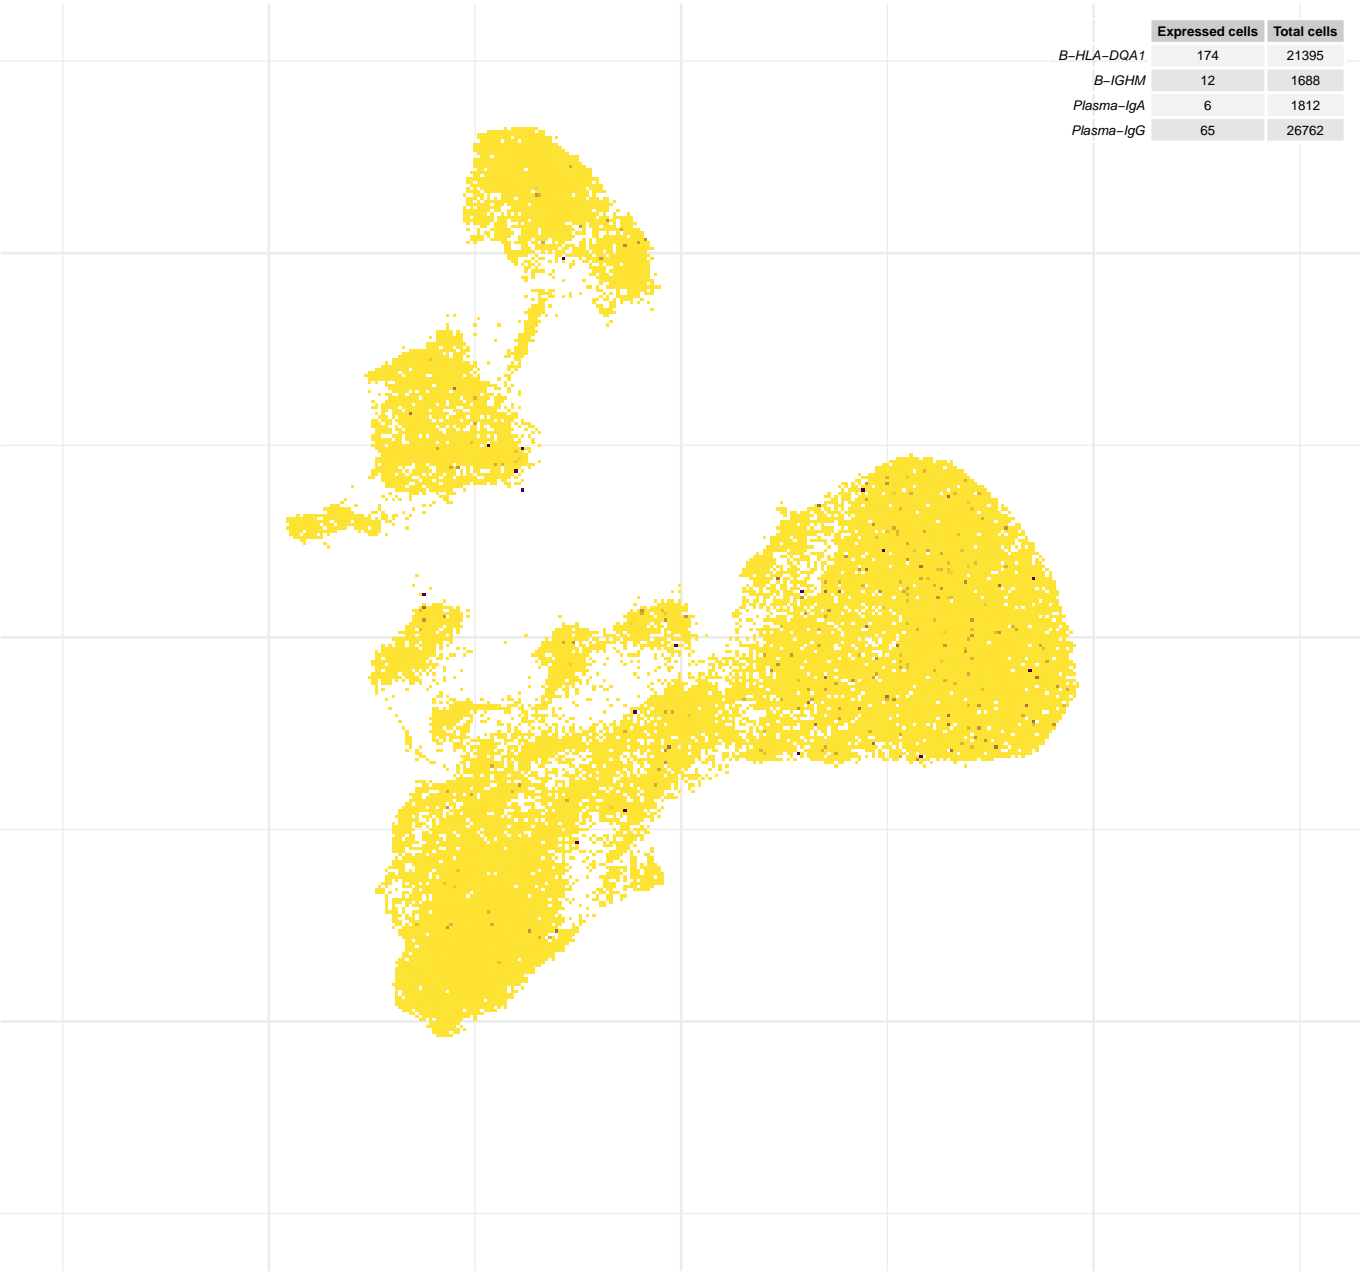 Expressed cells Total cells
B−HLA−DQA1 174 21395
B−IGHM 12 1688
Plasma−IgA 6 1812
Plasma−IgG 65 26762